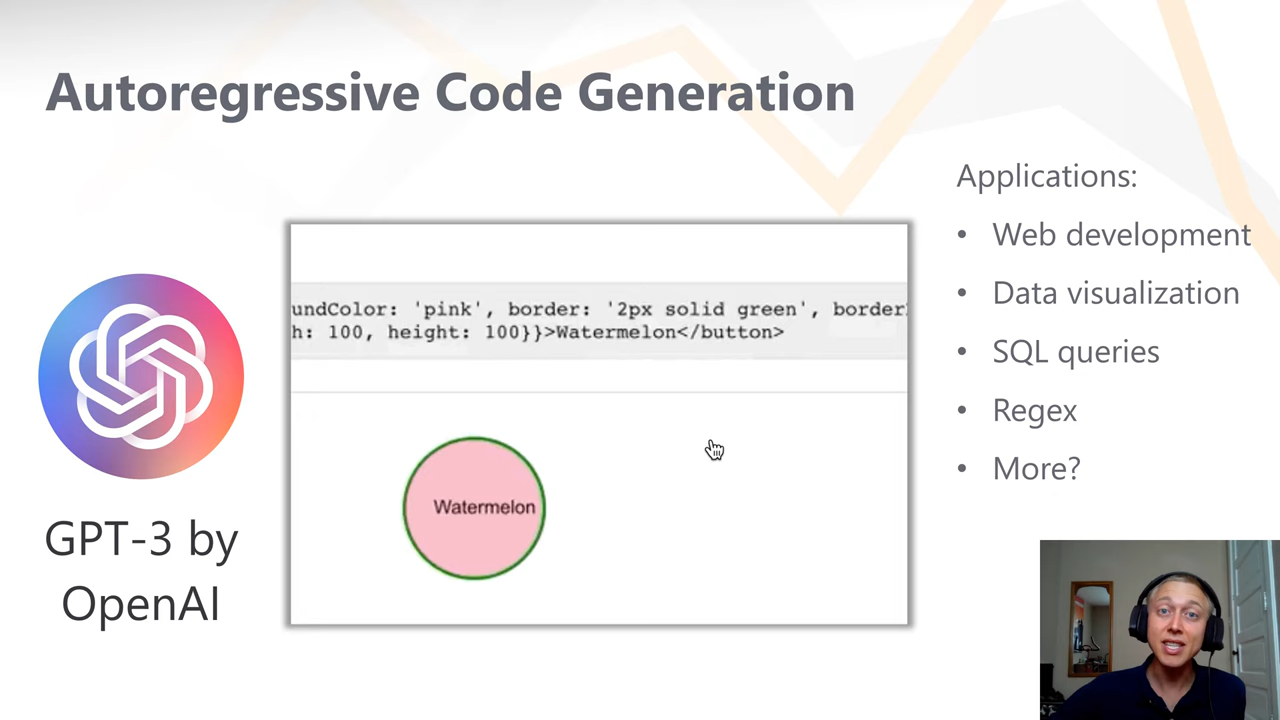 Autoregressive Code Generation
GPT-3 by
OpenAI
undColor: 'pink', border: '2px solid green', border
h: 100, height: 100}}>Watermelon</button>
Watermelon
Applications:
• Web development
• Data visualization
• SQL queries
• Regex
• More?